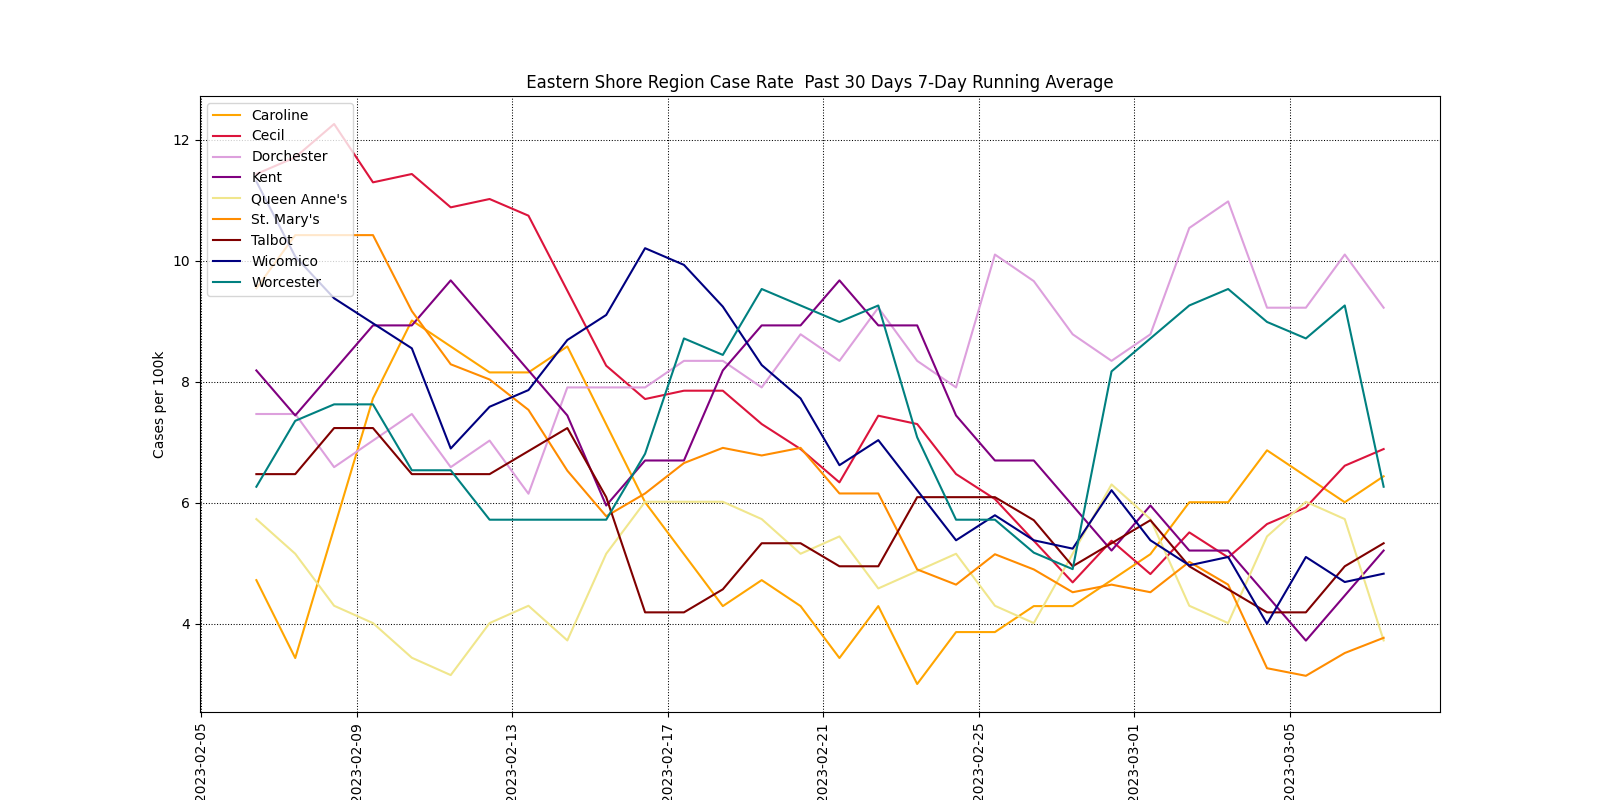 Eastern Shore Region Case Rate  Past 30 Days 7-Day Running Average
Cases per 100k
12
10
8
6
4
Caroline
Cecil
Dorchester
Kent
Queen Anne's
St. Mary's
Talbot
Wicomico
Worcester
2023-02-05
2023-02-09
2023-02-13
2023-02-17
2023-02-21
2023-02-25
2023-03-01
2023-03-05